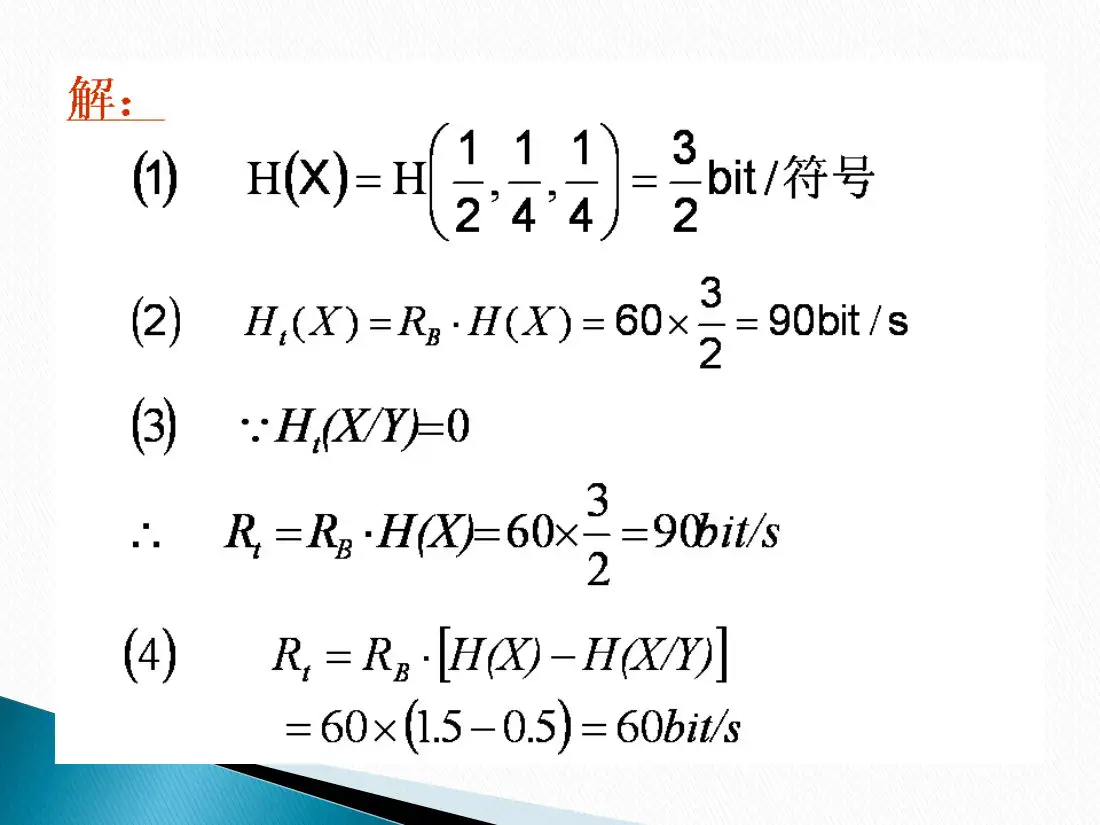 解：
(1) H(X) = H(1/2, 1/4, 1/4) = 3/2 bit / 符号
(2) H_t(X) = R_B · H(X) = 60 × 3/2 = 90bit / s
(3) ∵ H_t(X/Y)=0
∴ R_t = R_B · H(X) = 60 × 3/2 = 90bit/s
(4) R_t = R_B · [H(X) − H(X/Y)]
= 60 × (1.5 − 0.5) = 60bit/s